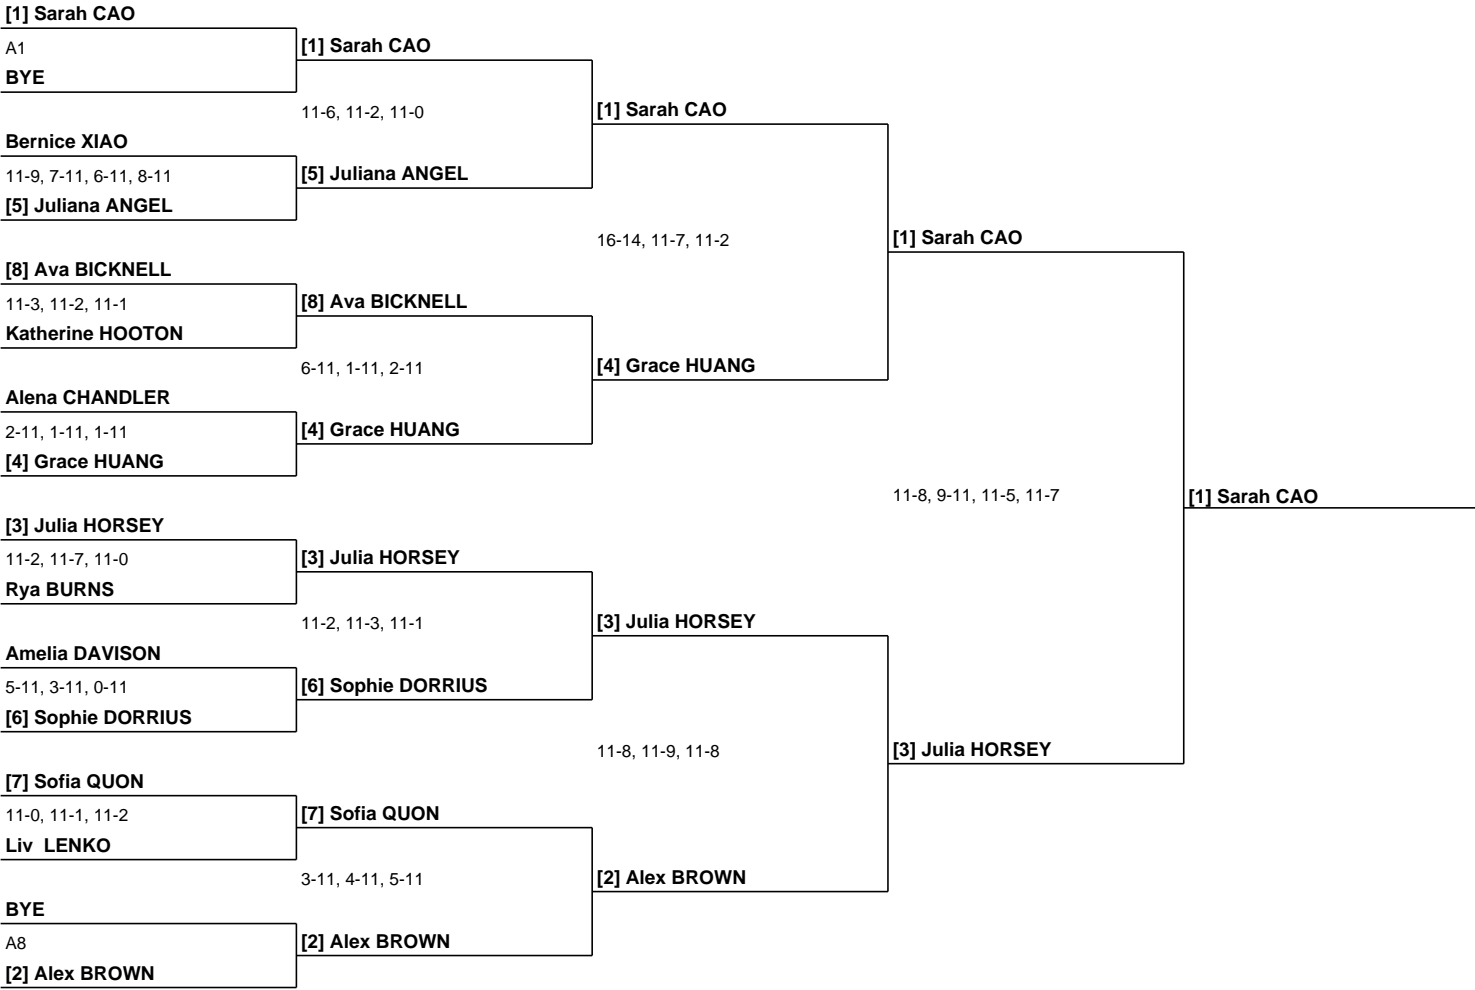 [1] Sarah CAO
A1
BYE
Bernice XIAO
11-9, 7-11, 6-11, 8-11
[5] Juliana ANGEL
[8] Ava BICKNELL
11-3, 11-2, 11-1
Katherine HOOTON
Alena CHANDLER
2-11, 1-11, 1-11
[4] Grace HUANG
[3] Julia HORSEY
11-2, 11-7, 11-0
Rya BURNS
Amelia DAVISON
5-11, 3-11, 0-11
[6] Sophie DORRIUS
[7] Sofia QUON
11-0, 11-1, 11-2
Liv  LENKO
BYE
A8
[2] Alex BROWN
[1] Sarah CAO
11-6, 11-2, 11-0
[5] Juliana ANGEL
[8] Ava BICKNELL
6-11, 1-11, 2-11
[4] Grace HUANG
[3] Julia HORSEY
11-2, 11-3, 11-1
[6] Sophie DORRIUS
[7] Sofia QUON
3-11, 4-11, 5-11
[2] Alex BROWN
[1] Sarah CAO
16-14, 11-7, 11-2
[4] Grace HUANG
[3] Julia HORSEY
11-8, 11-9, 11-8
[2] Alex BROWN
[1] Sarah CAO
11-8, 9-11, 11-5, 11-7
[3] Julia HORSEY
[1] Sarah CAO